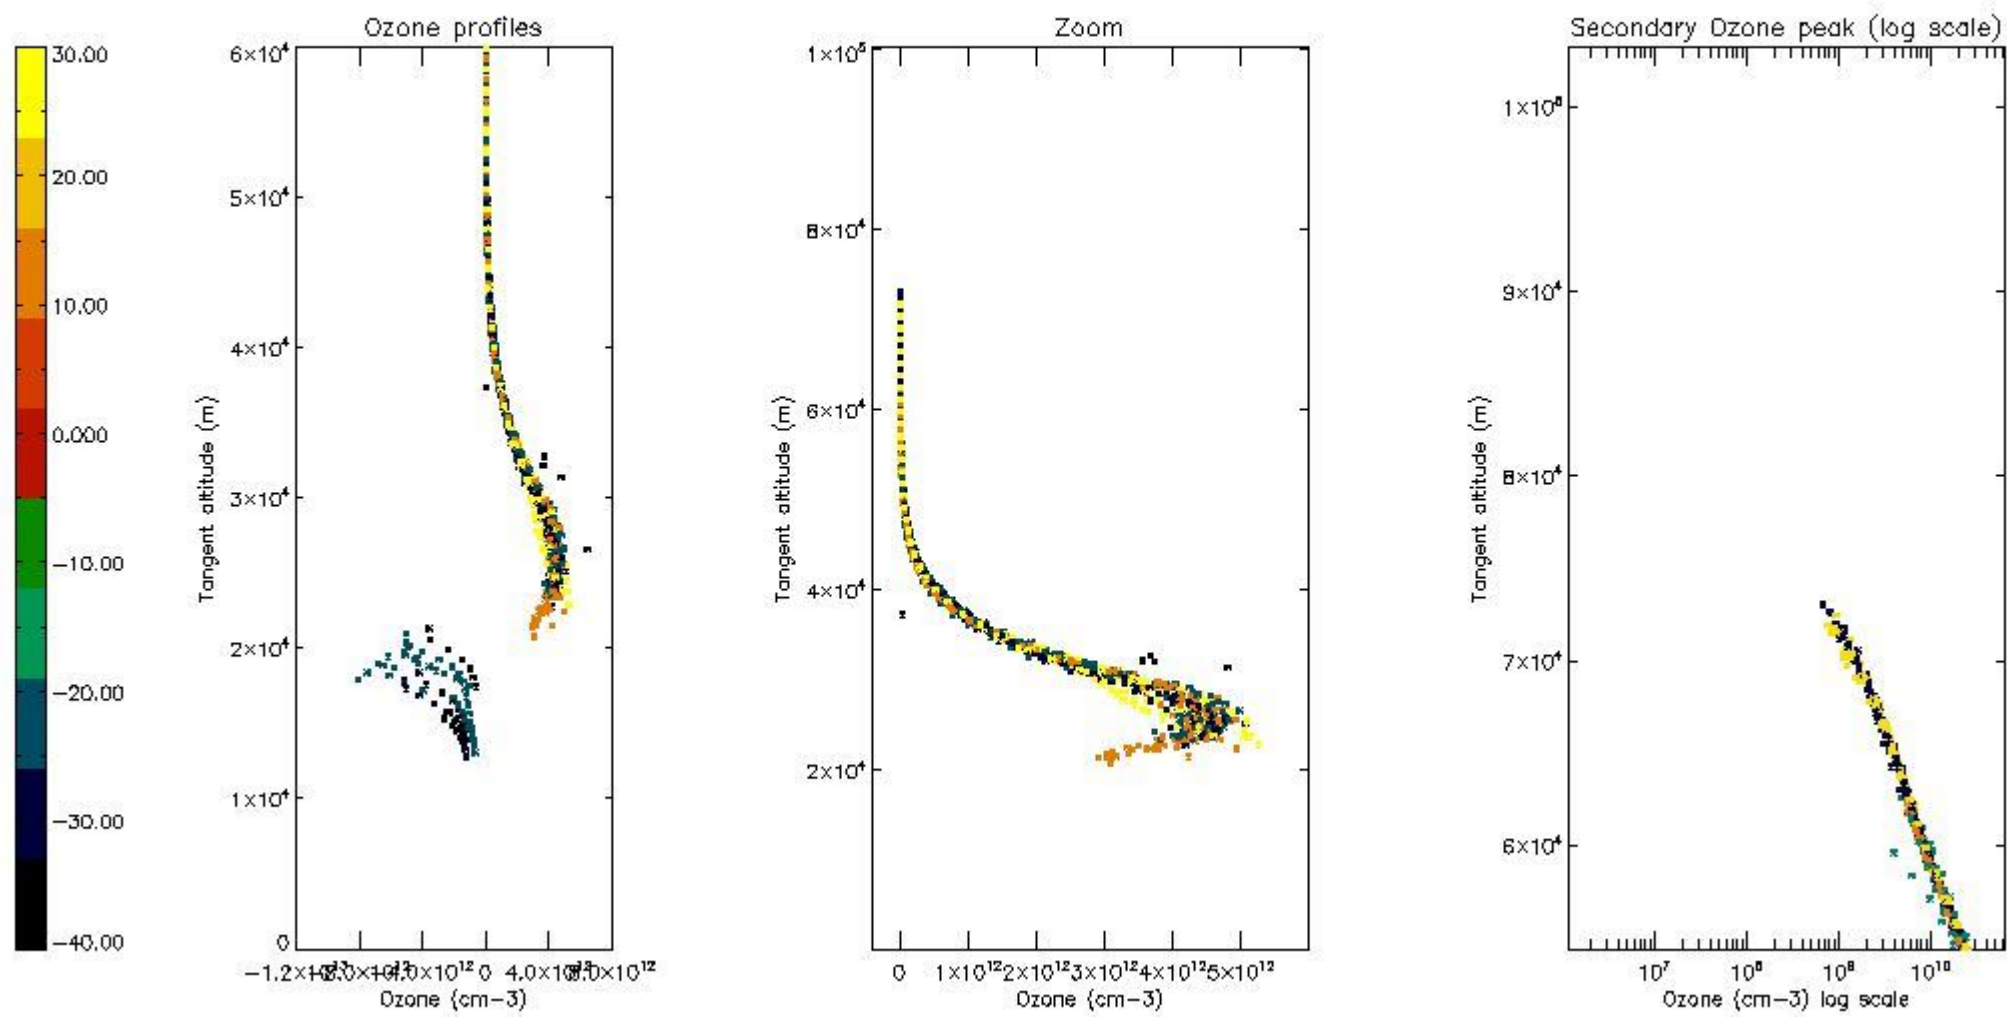 Ozone profiles
Zoom
Secondary Ozone peak (log scale)
30.00
20.00
10.00
0.000
−10.00
−20.00
−30.00
−40.00
6×10⁴
5×10⁴
4×10⁴
3×10⁴
2×10⁴
1×10⁴
0
Tangent altitude (m)
0
Ozone (cm−3)
1×10⁵
8×10⁴
6×10⁴
4×10⁴
2×10⁴
Tangent altitude (m)
0 1×10¹² 2×10¹² 3×10¹² 4×10¹² 5×10¹²
Ozone (cm−3)
9×10⁴
8×10⁴
7×10⁴
6×10⁴
Tangent altitude (m)
10⁷ 10⁸ 10⁹ 10¹⁰
Ozone (cm−3) log scale